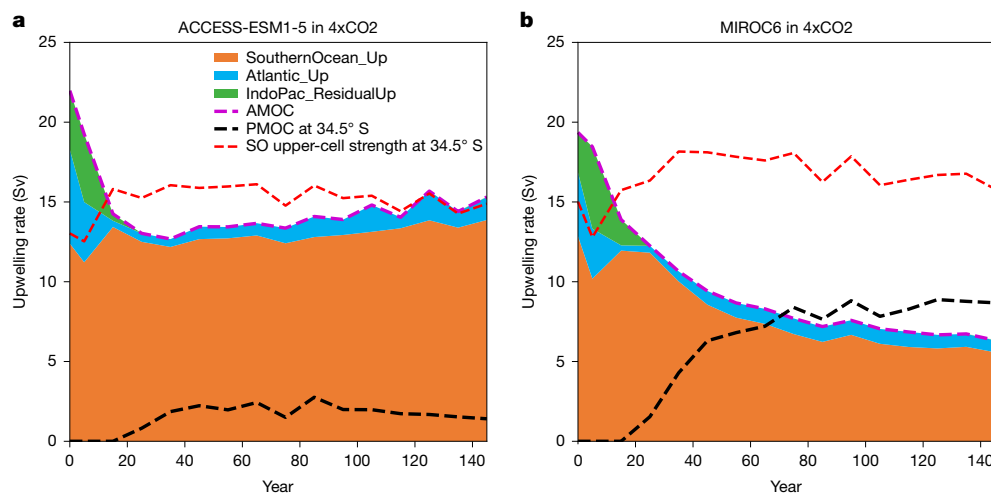 a
ACCESS-ESM1-5 in 4xCO2
25
20
15
10
5
0
Upwelling rate (Sv)
SouthernOcean_Up
Atlantic_Up
IndoPac_ResidualUp
AMOC
PMOC at 34.5° S
SO upper-cell strength at 34.5° S
0 20 40 60 80 100 120 140
Year
b
MIROC6 in 4xCO2
25
20
15
10
5
0
Upwelling rate (Sv)
0 20 40 60 80 100 120 140
Year